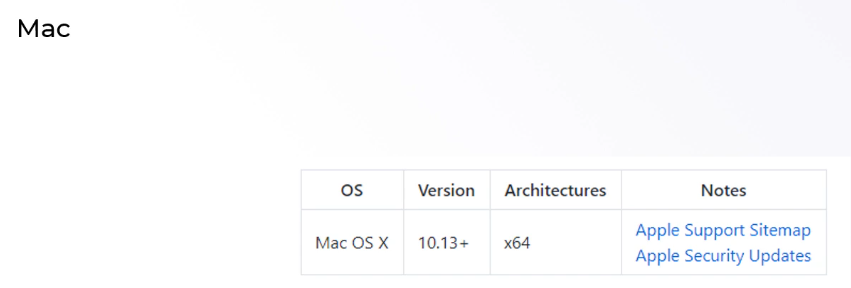 Mac
OS Version Architectures Notes
Mac OS X 10.13+ x64 Apple Support Sitemap
Apple Security Updates